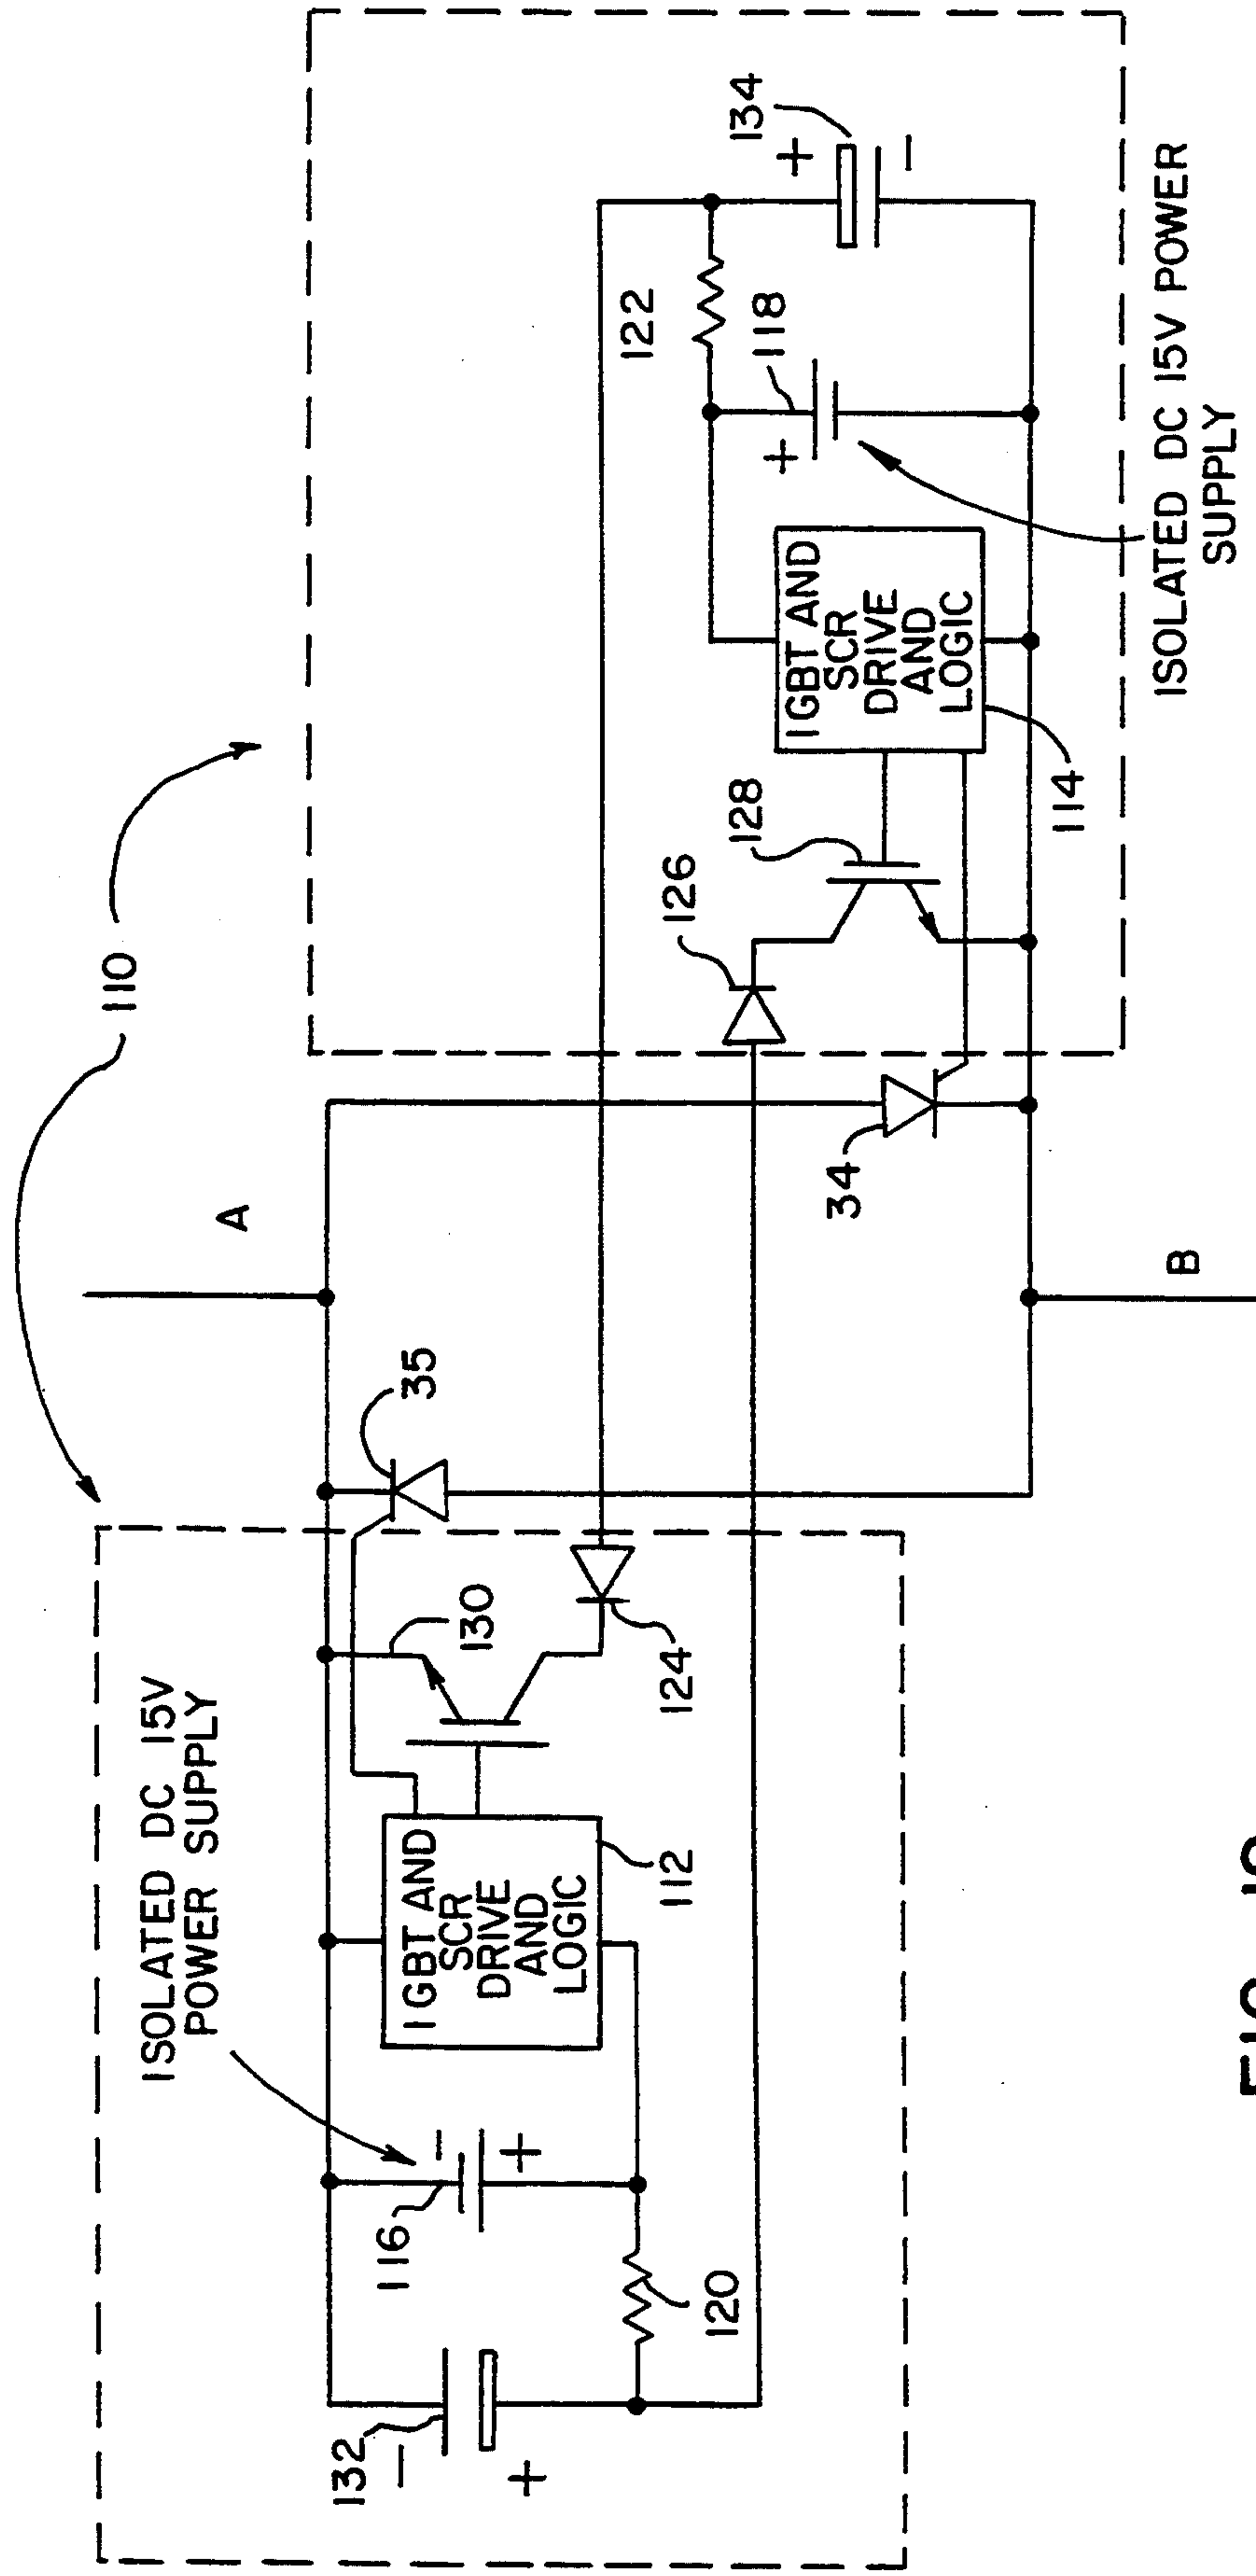 110
ISOLATED DC 15V
POWER SUPPLY
A
132
−
+
116
−
+
35
130
IGBT AND
SCR
DRIVE
AND
LOGIC
112
124
120
122
126
128
134
+
−
118
+
IGBT AND
SCR
DRIVE
AND
LOGIC
34
114
B
ISOLATED DC 15V POWER
SUPPLY
FIG.